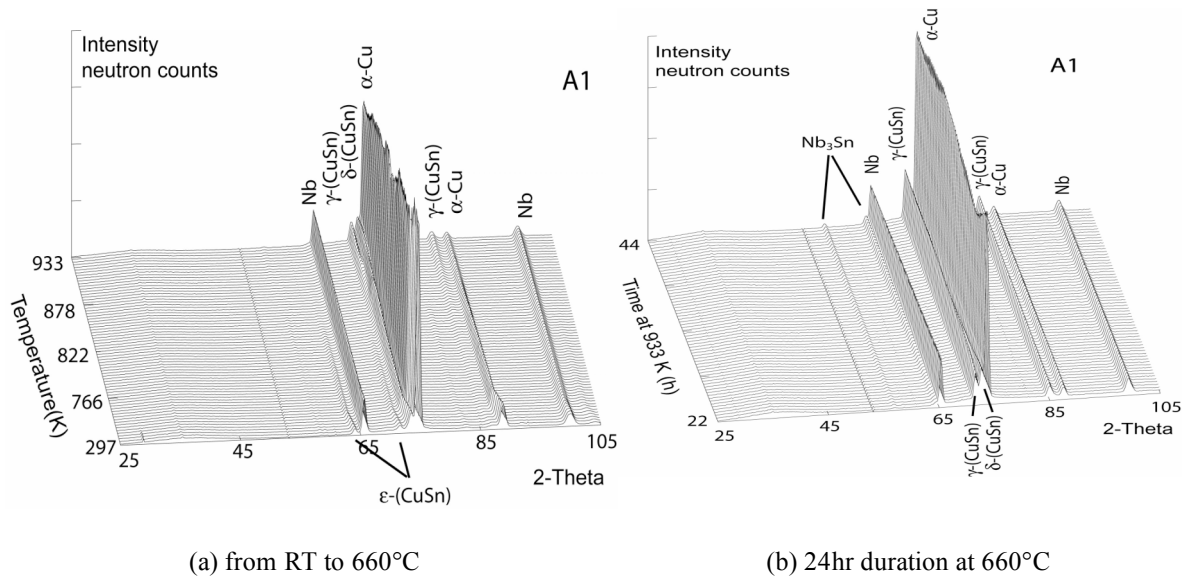 Intensity
neutron counts
A1
α-Cu
Nb
γ-(CuSn)
δ-(CuSn)
γ-(CuSn)
α-Cu
Nb
933
878
822
766
297
Temperature(K)
25
45
65
85
105
2-Theta
ε-(CuSn)
(a) from RT to 660°C
Intensity
neutron counts
A1
α-Cu
Nb₃Sn
Nb
γ-(CuSn)
γ-(CuSn)
α-Cu
Nb
44
22
Time at 933 K (h)
25
45
65
85
105
2-Theta
γ-(CuSn)
δ-(CuSn)
(b) 24hr duration at 660°C